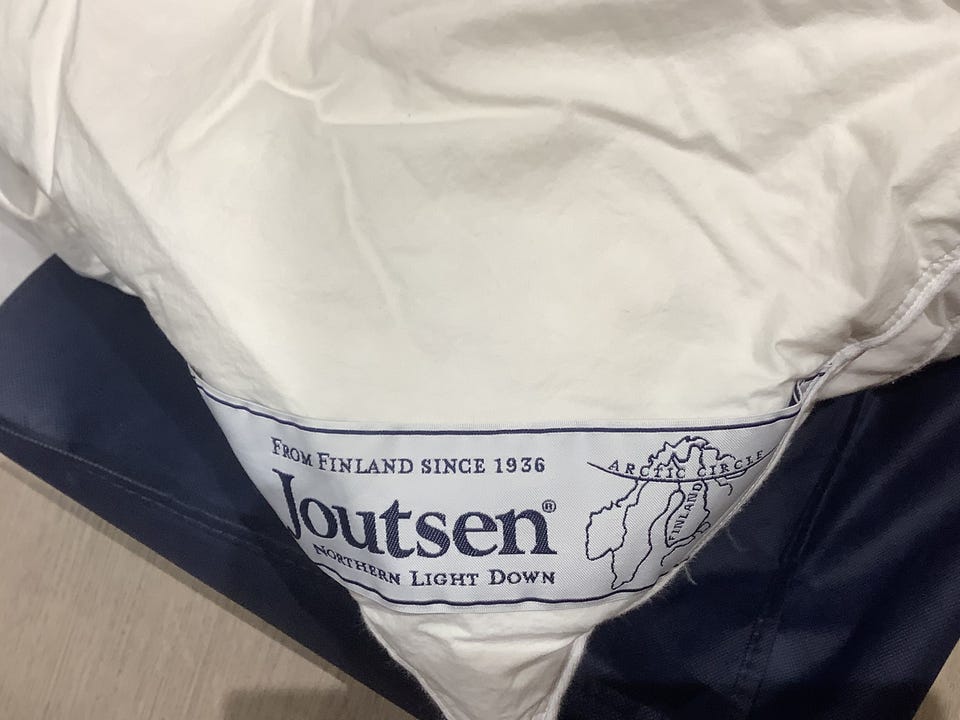 FROM FINLAND SINCE 1936
Joutsen®
NORTHERN LIGHT DOWN
ARCTIC CIRCLE
FINLAND